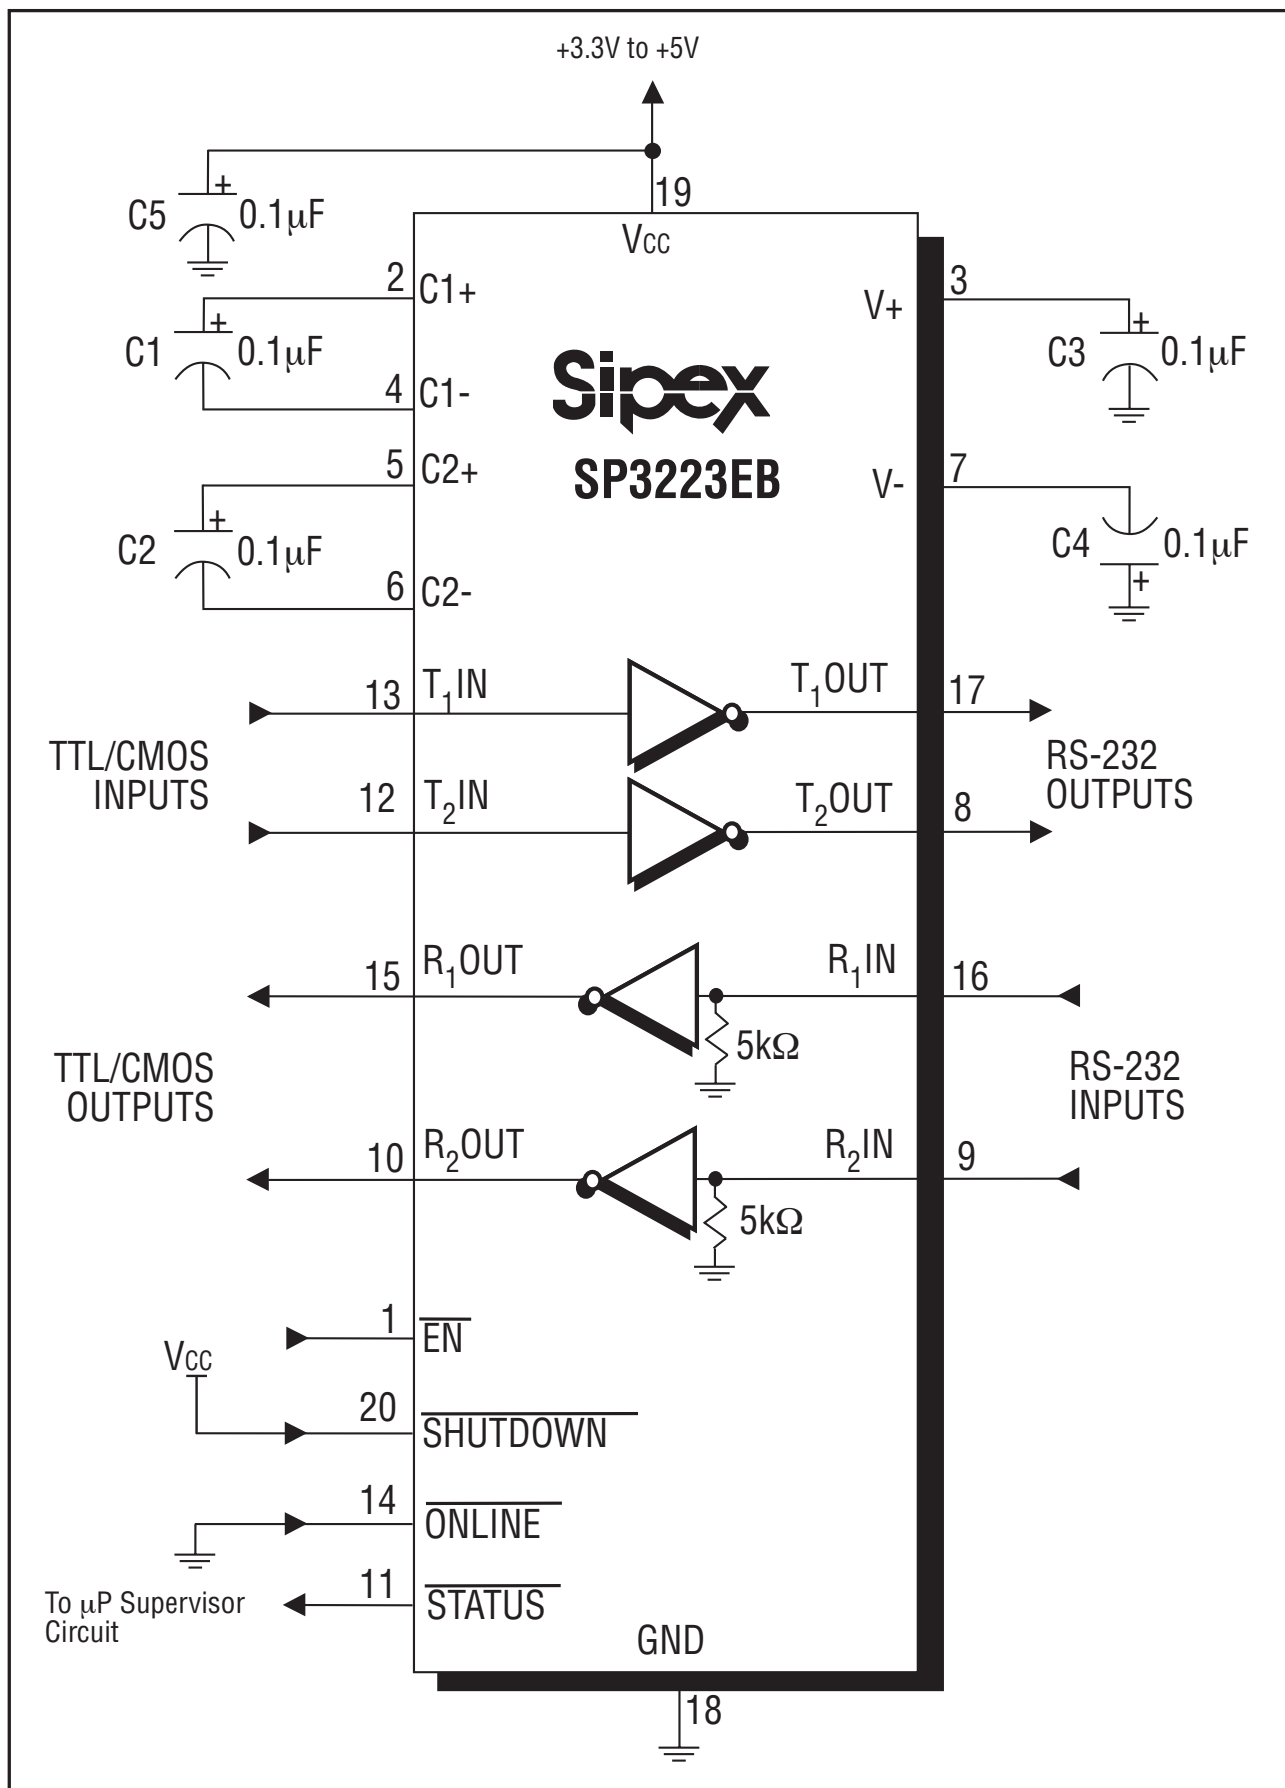 +3.3V to +5V
19
VCC
C5
+
0.1μF
2
C1+
C1
+
0.1μF
4
C1-
5
C2+
C2
+
0.1μF
6
C2-
Sipex
SP3223EB
3
V+
C3
+
0.1μF
7
V-
C4
0.1μF
+
13
T1IN
T1OUT
17
TTL/CMOS
INPUTS
12
T2IN
T2OUT
8
RS-232
OUTPUTS
15
R1OUT
R1IN
16
5kΩ
TTL/CMOS
OUTPUTS
RS-232
INPUTS
10
R2OUT
R2IN
9
5kΩ
1
EN
VCC
20
SHUTDOWN
14
ONLINE
11
STATUS
To μP Supervisor
Circuit
GND
18